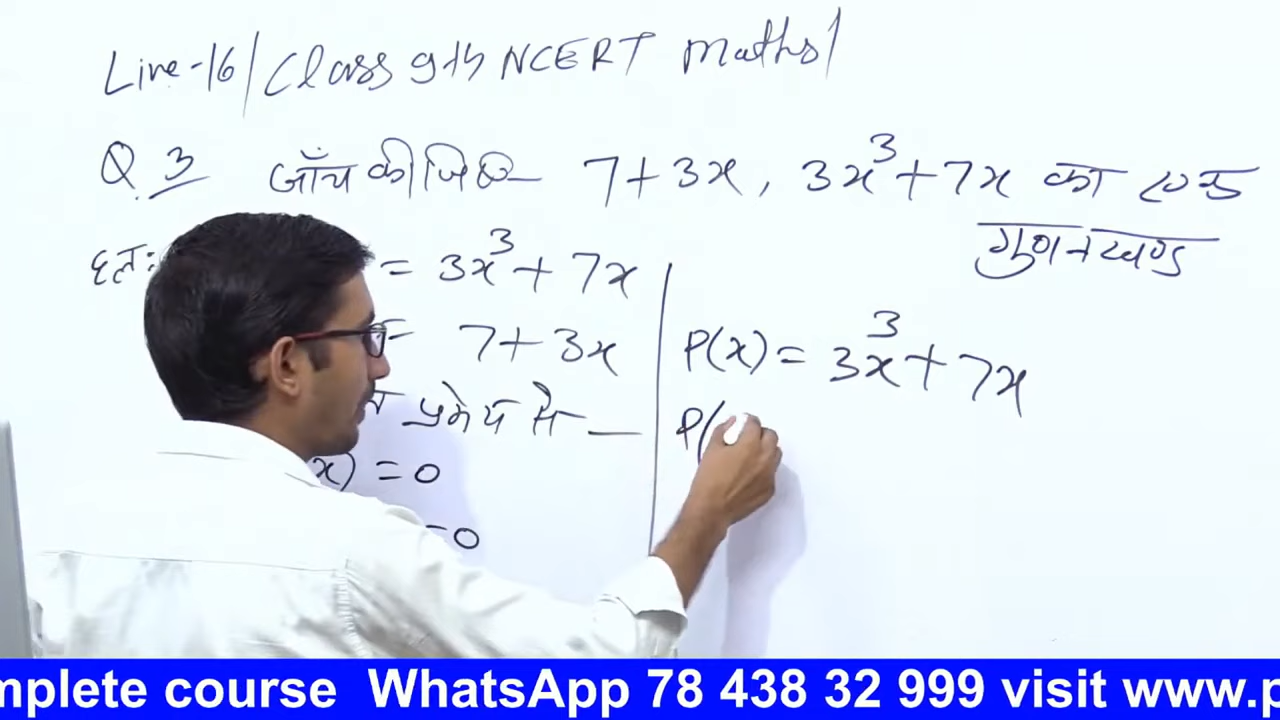 Live-16/Class 9th NCERT Maths/
Q. 3 जाँच कीजिए- 7+3x, 3x³+7x का एक
गुणनखण्ड
हल:
= 3x³+7x
= 7+3x
प्रमेय से —
x) = 0
=0
P(x) = 3x³+7x
P(
mplete course WhatsApp 78 438 32 999 visit www.p